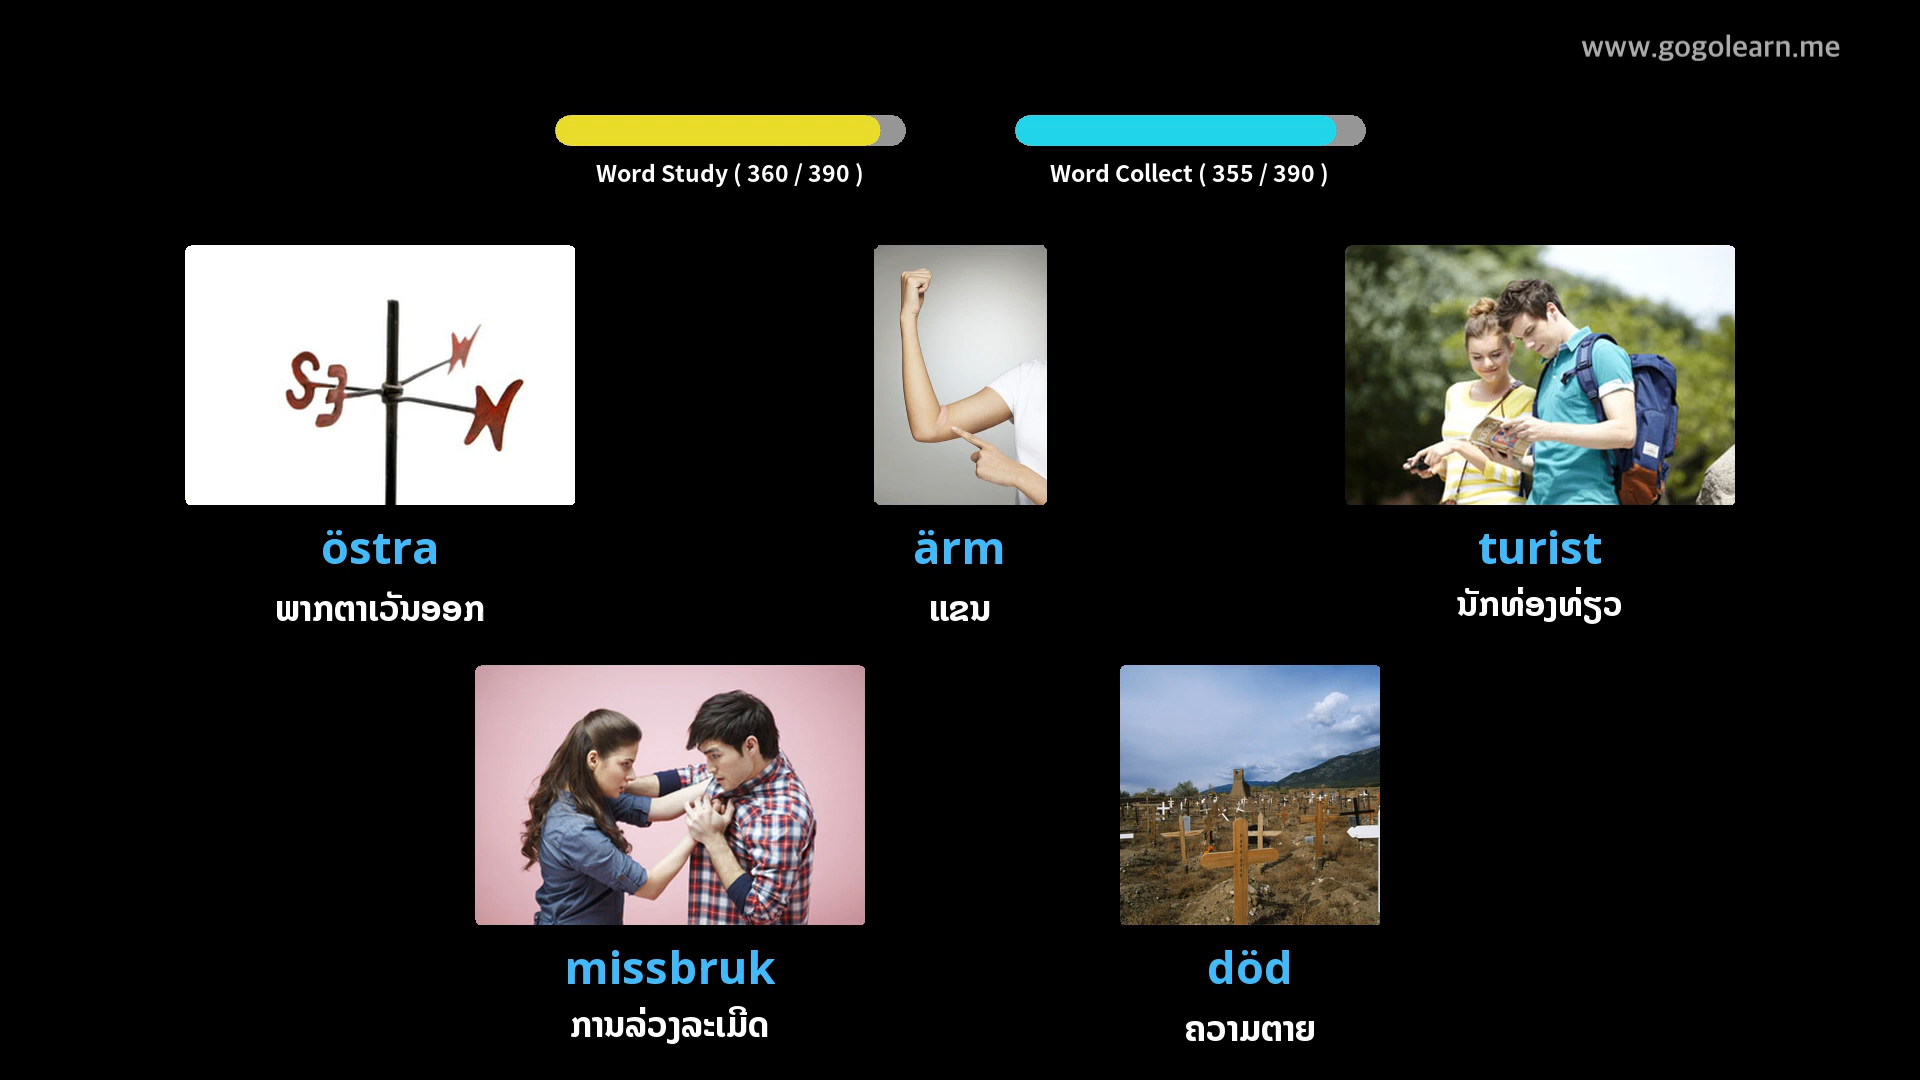 www.gogolearn.me
Word Study ( 360 / 390 )
Word Collect ( 355 / 390 )
S E W N
östra
ພາກຕາເວັນອອກ
ärm
ແຂນ
turist
ນັກທ່ອງທ່ຽວ
missbruk
ການລ່ວງລະເມີດ
död
ຄວາມຕາຍ